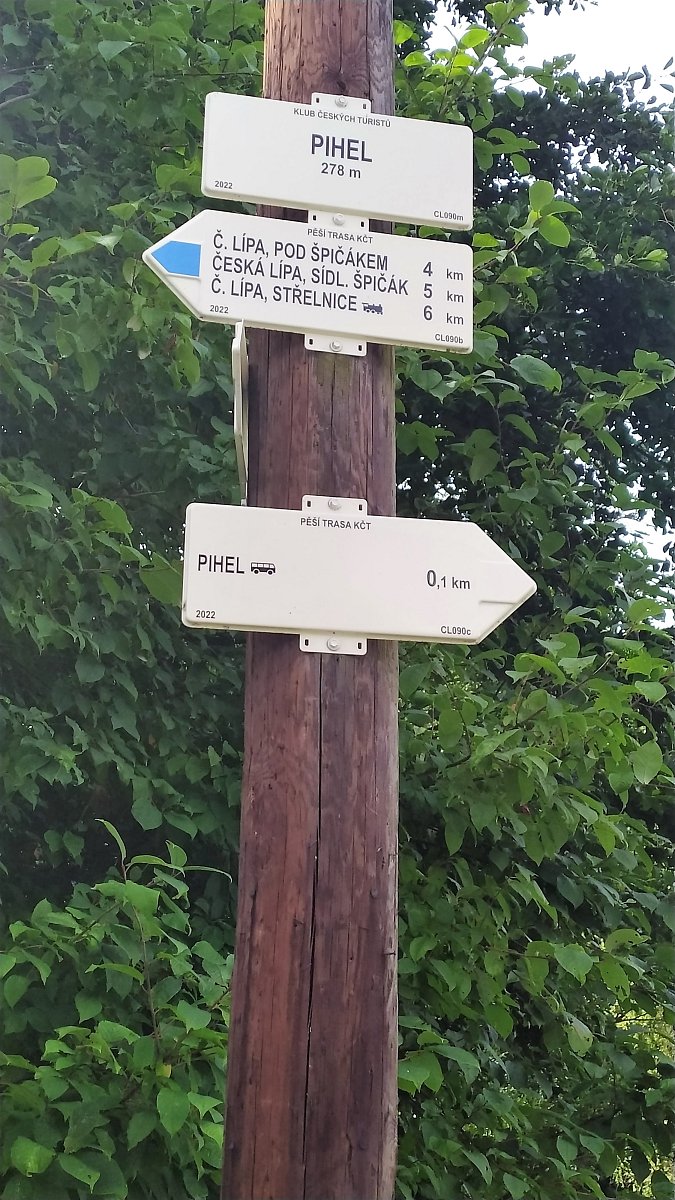 KLUB ČESKÝCH TURISTŮ
PIHEL
278 m
2022 CL090m
PĚŠÍ TRASA KČT
Č. LÍPA, POD ŠPIČÁKEM 4 km
ČESKÁ LÍPA, SÍDL. ŠPIČÁK 5 km
Č. LÍPA, STŘELNICE 6 km
2022 CL090b
PĚŠÍ TRASA KČT
PIHEL 0,1 km
2022 CL090c